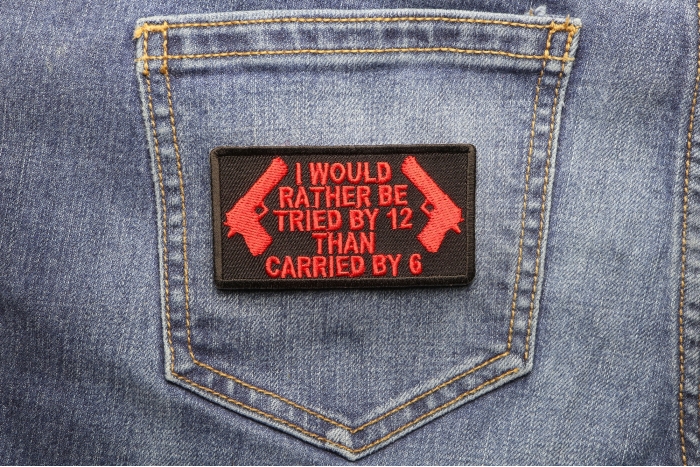 I WOULD
RATHER BE
TRIED BY 12
THAN
CARRIED BY 6